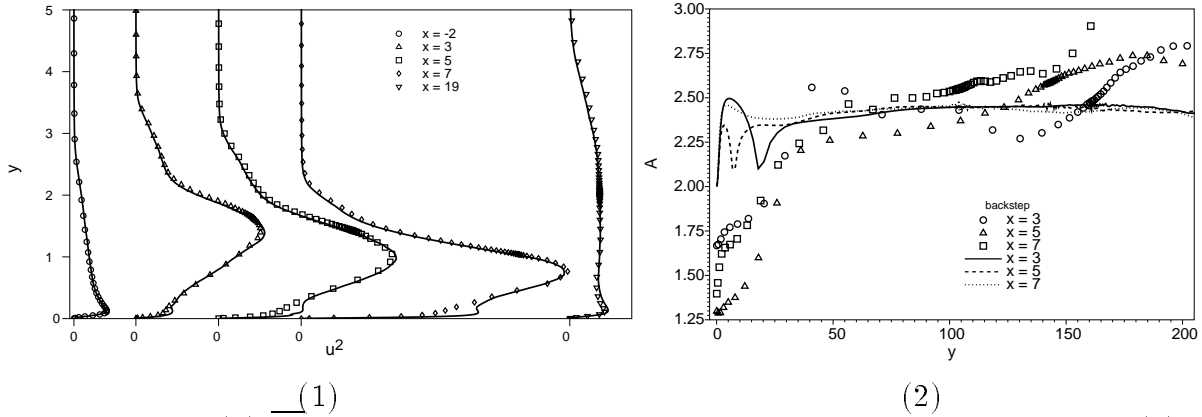 5
4
3
2
1
0
y
x = -2
x = 3
x = 5
x = 7
x = 19
0 0 0 0 0
u²
(1)
3.00
2.75
2.50
2.25
2.00
1.75
1.50
1.25
A
backstep
x = 3
x = 5
x = 7
x = 3
x = 5
x = 7
0 50 100 150 200
y
(2)